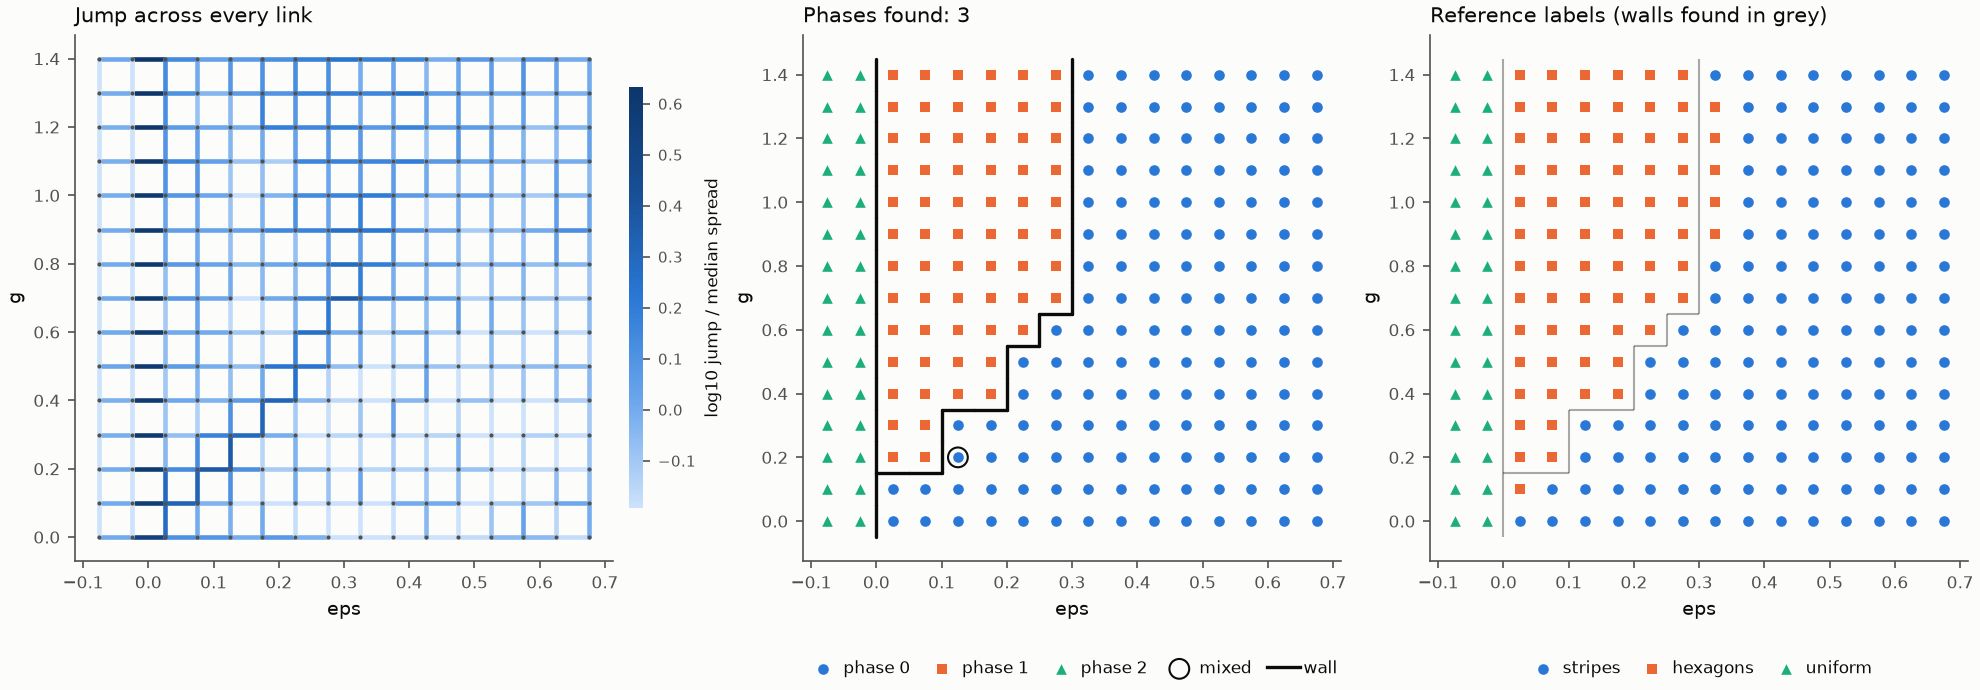 Jump across every link
1.4
1.2
1.0
0.8
0.6
0.4
0.2
0.0
g
−0.1 0.0 0.1 0.2 0.3 0.4 0.5 0.6 0.7
eps
0.6
0.5
0.4
0.3
0.2
0.1
0.0
−0.1
log10 jump / median spread
Phases found: 3
1.4
1.2
1.0
0.8
0.6
0.4
0.2
0.0
g
−0.1 0.0 0.1 0.2 0.3 0.4 0.5 0.6 0.7
eps
phase 0 phase 1 phase 2 mixed wall
Reference labels (walls found in grey)
1.4
1.2
1.0
0.8
0.6
0.4
0.2
0.0
g
−0.1 0.0 0.1 0.2 0.3 0.4 0.5 0.6 0.7
eps
stripes hexagons uniform